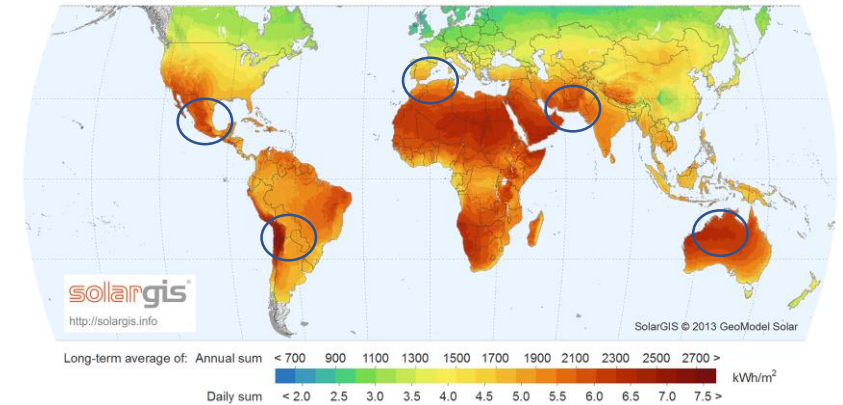 solargis
http://solargis.info
SolarGIS © 2013 GeoModel Solar
Long-term average of: Annual sum < 700 900 1100 1300 1500 1700 1900 2100 2300 2500 2700 >
kWh/m²
Daily sum < 2.0 2.5 3.0 3.5 4.0 4.5 5.0 5.5 6.0 6.5 7.0 7.5 >